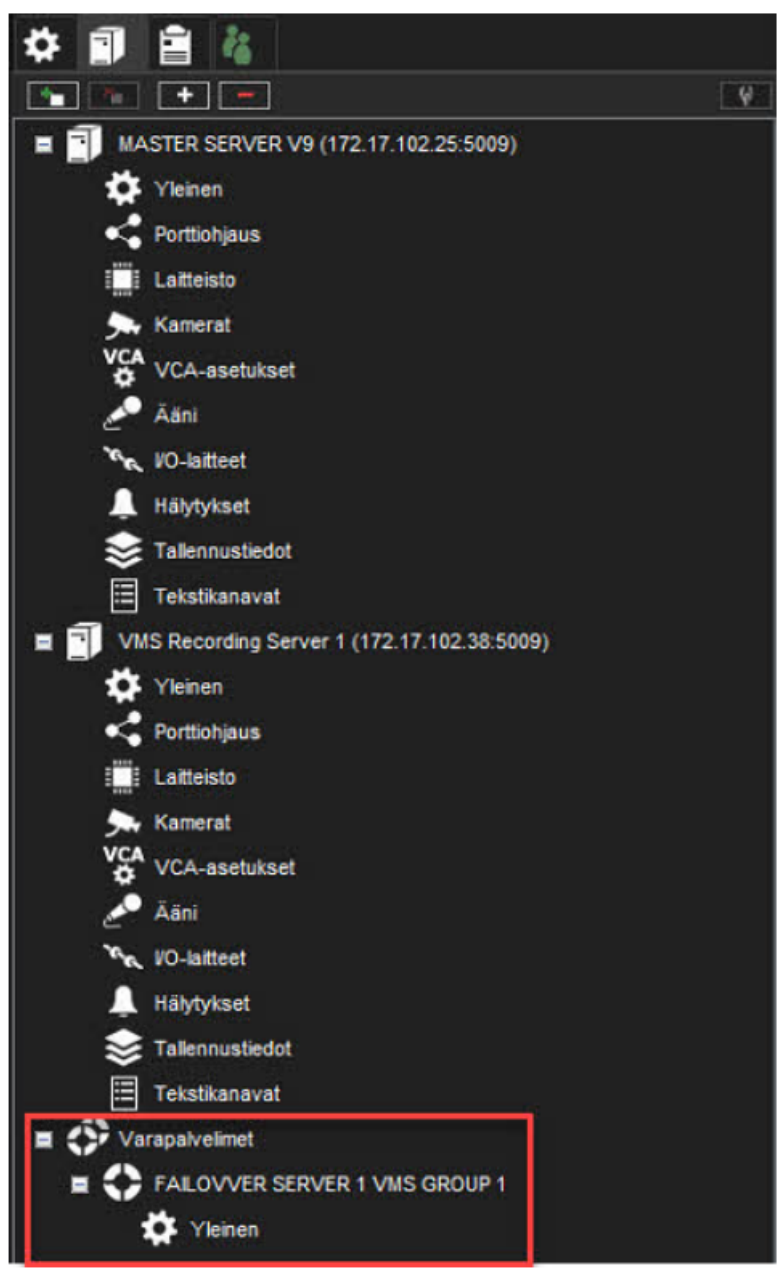 MASTER SERVER V9 (172.17.102.25:5009)
Yleinen
Porttiohjaus
Laitteisto
Kamerat
VCA
VCA-asetukset
Ääni
I/O-laitteet
Hälytykset
Tallennustiedot
Tekstikanavat
VMS Recording Server 1 (172.17.102.38:5009)
Yleinen
Porttiohjaus
Laitteisto
Kamerat
VCA
VCA-asetukset
Ääni
I/O-laitteet
Hälytykset
Tallennustiedot
Tekstikanavat
Varapalvelimet
FAILOVVER SERVER 1 VMS GROUP 1
Yleinen